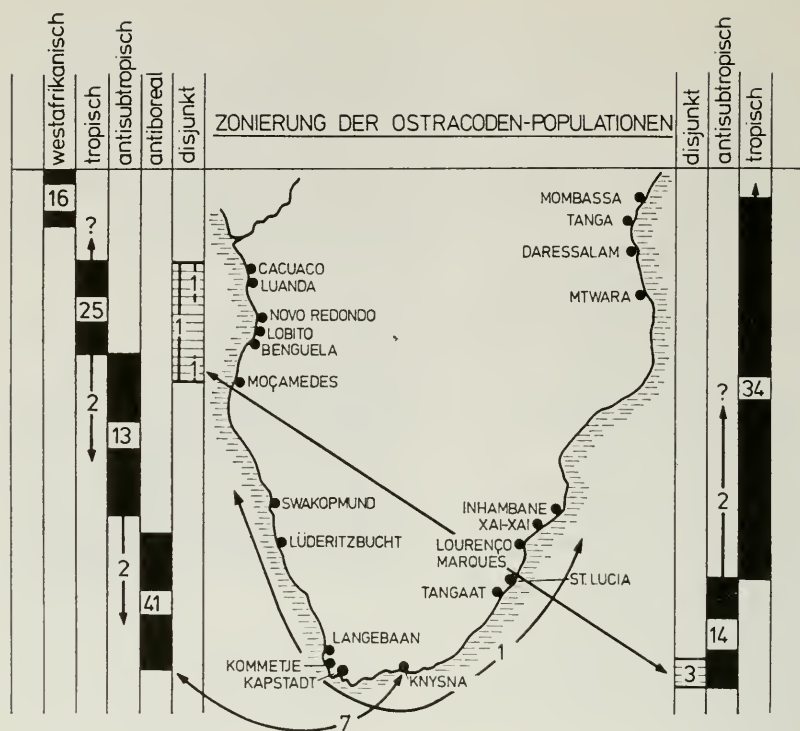 westafrikanisch
tropisch
antisubtropisch
antiboreal
disjunkt
ZONIERUNG DER OSTRACODEN-POPULATIONEN
disjunkt
antisubtropisch
tropisch
16
?
25
2
13
2
41
1
1
1
CACUACO
LUANDA
NOVO REDONDO
LOBITO
BENGUELA
MOÇAMEDES
SWAKOPMUND
LÜDERITZBUCHT
LANGEBAAN
KOMMETJE
KAPSTADT
KNYSNA
7
1
MOMBASSA
TANGA
DARESSALAM
MTWARA
INHAMBANE
XAI-XAI
LOURENÇO
MARQUES
ST. LUCIA
TANGAAT
3
?
2
14
34